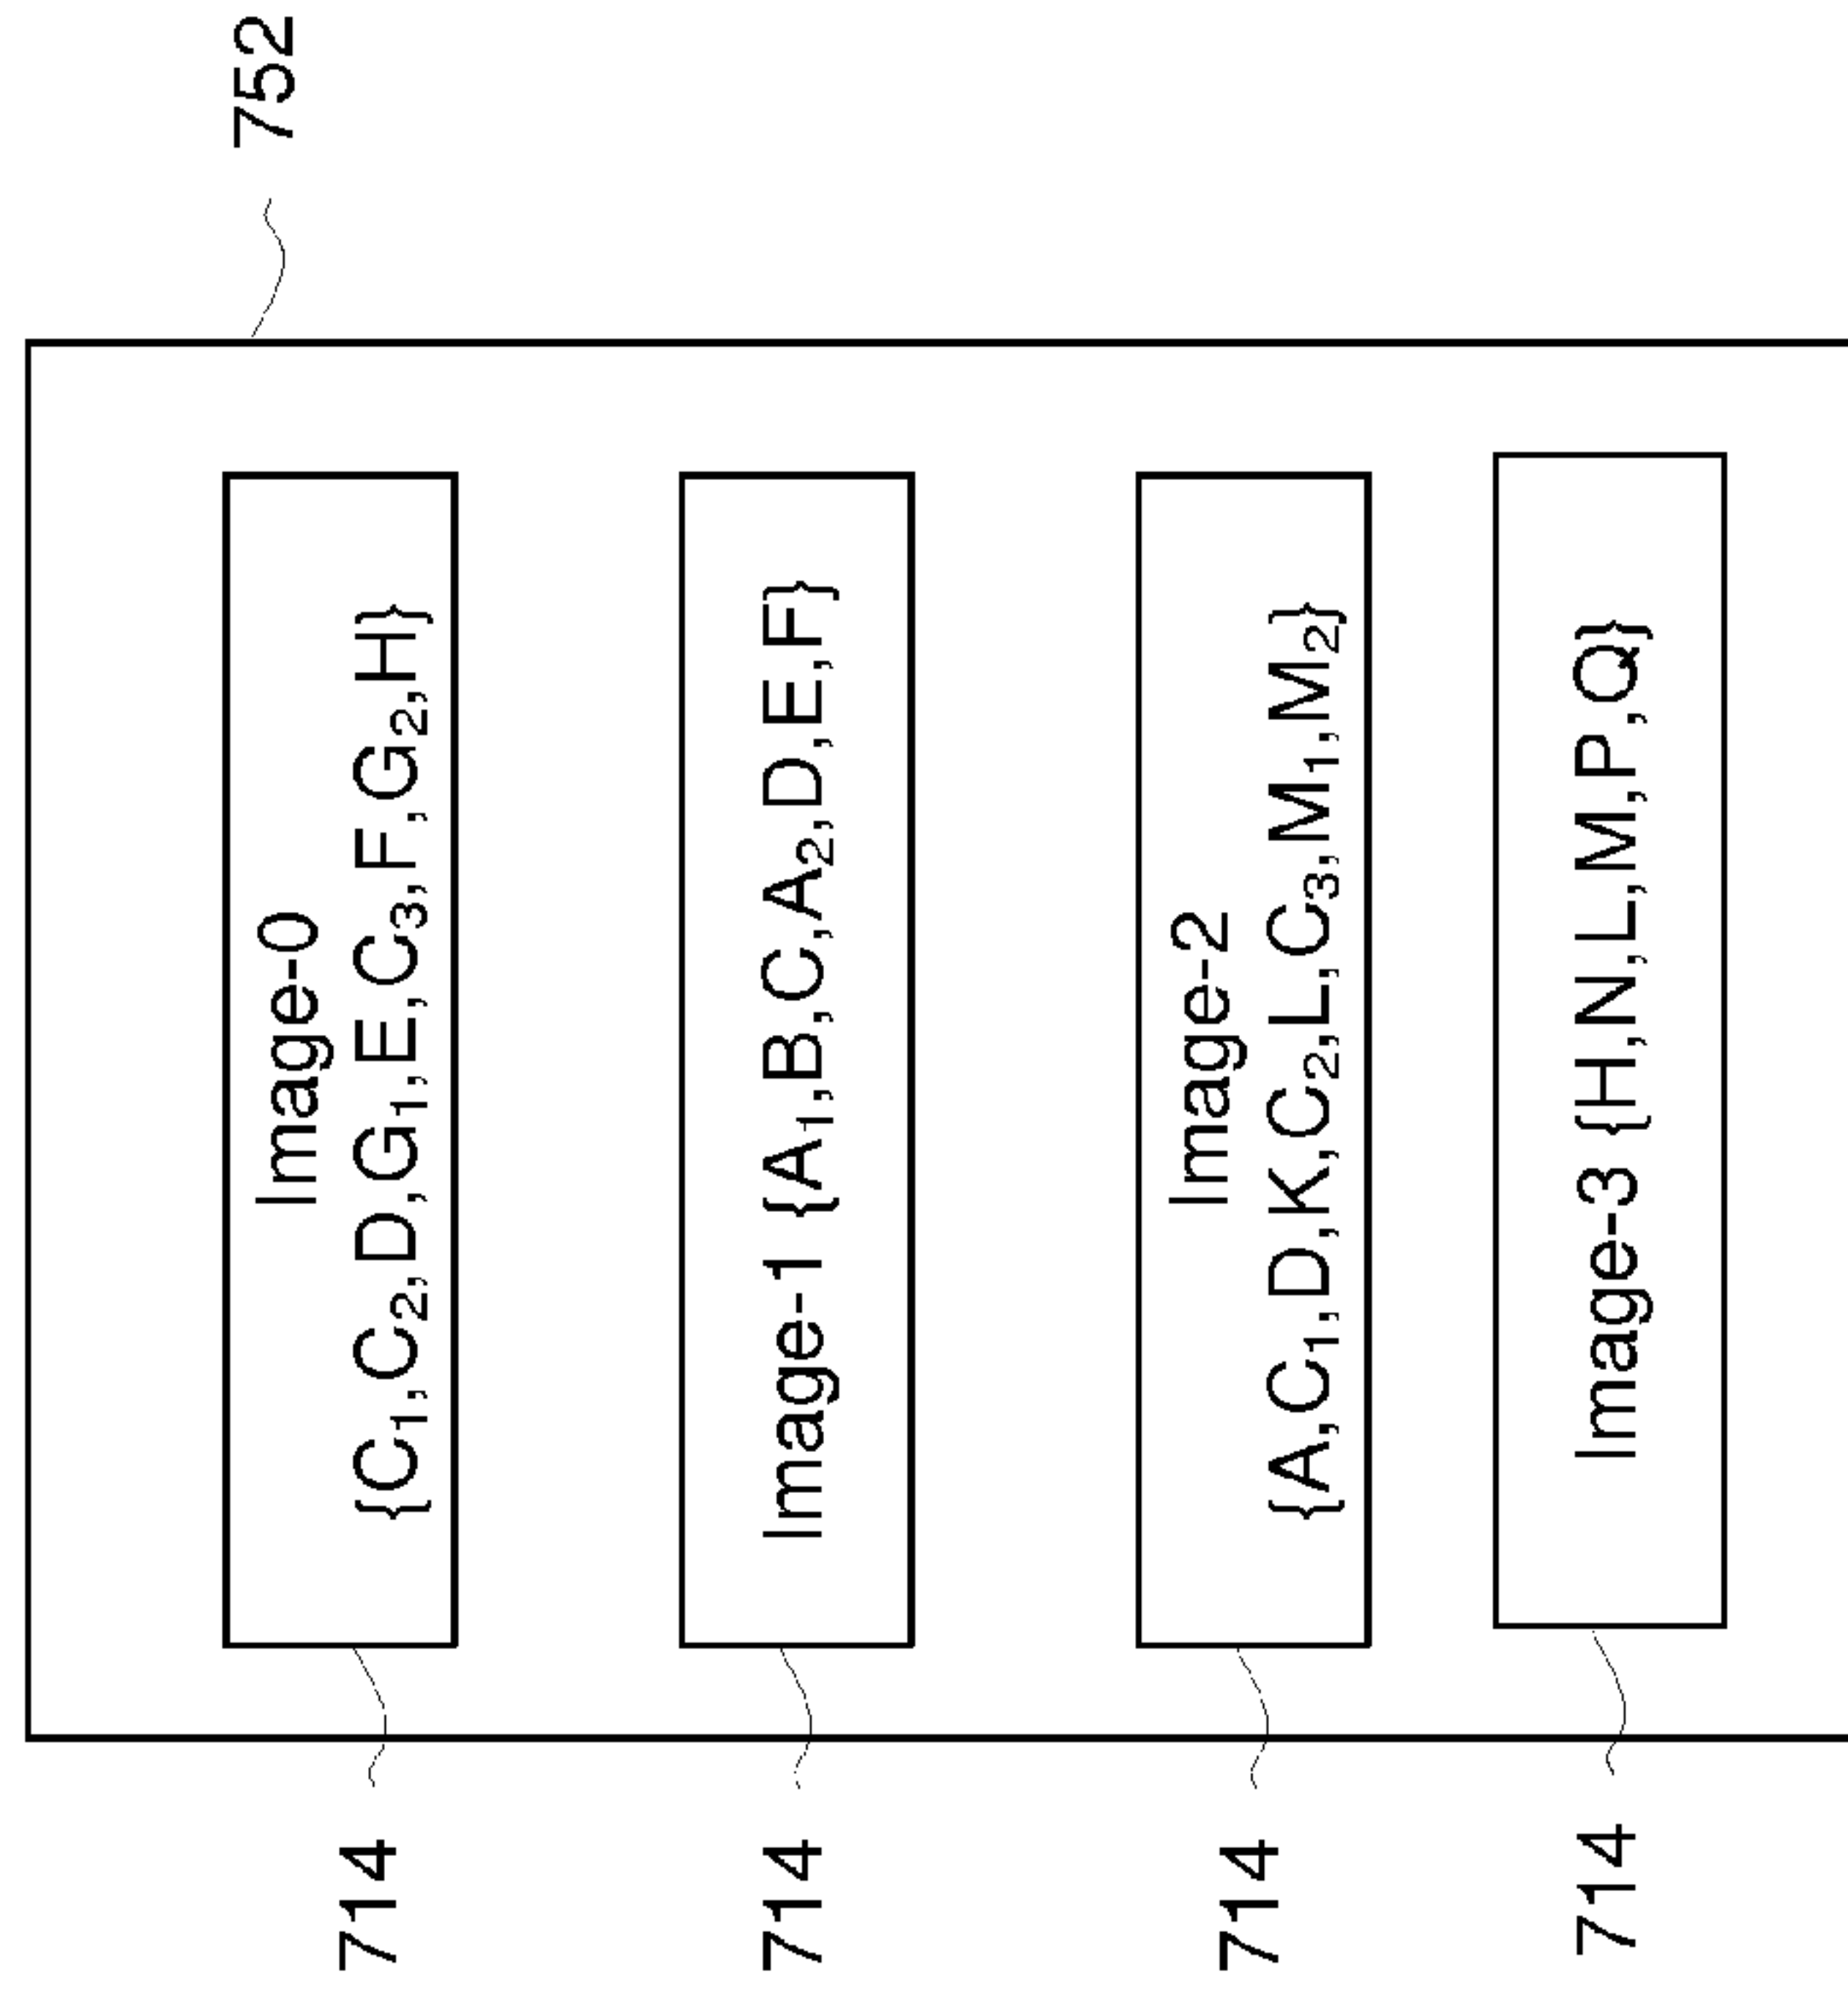 752
Image-0
{C₁,C₂,D,G₁,E,C₃,F,G₂,H}
714
Image-1 {A₁,B,C,A₂,D,E,F}
714
Image-2
{A,C₁,D,K,C₂,L,C₃,M₁,M₂}
714
Image-3 {H,N,L,M,P,Q}
714